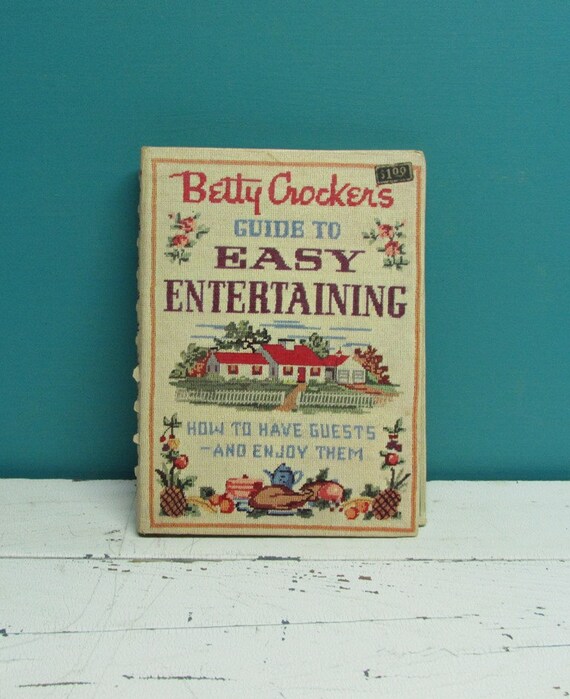 $1.00
Betty Crocker's
GUIDE TO
EASY
ENTERTAINING
HOW TO HAVE GUESTS
—AND ENJOY THEM